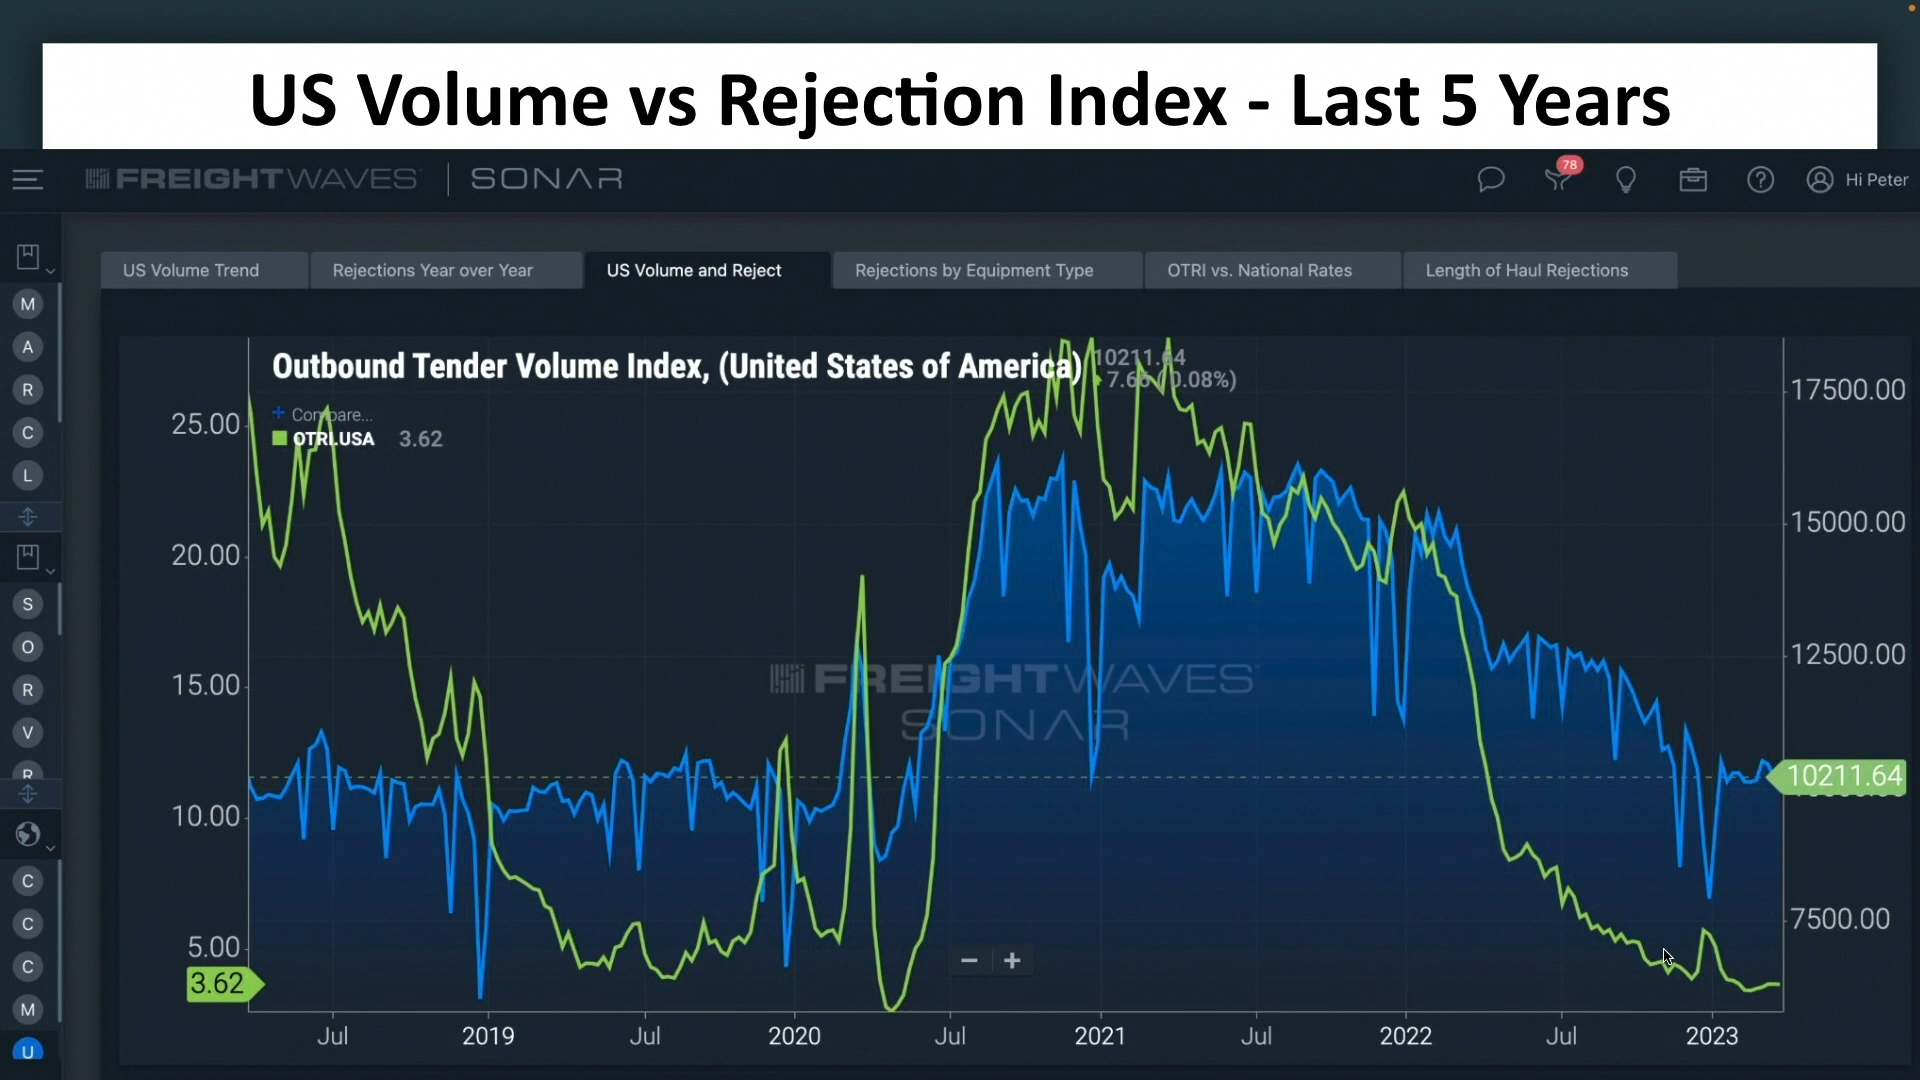 US Volume vs Rejection Index - Last 5 Years
FREIGHTWAVES SONAR
78
Hi Peter
US Volume Trend
Rejections Year over Year
US Volume and Reject
Rejections by Equipment Type
OTRI vs. National Rates
Length of Haul Rejections
M
A
R
C
L
S
O
R
V
R
C
C
C
M
U
Outbound Tender Volume Index, (United States of America)
10211.64
Compare...
OTRI.USA 3.62
25.00
20.00
15.00
10.00
5.00
3.62
17500.00
15000.00
12500.00
10211.64
7500.00
FREIGHTWAVES
SONAR
− +
Jul 2019 Jul 2020 Jul 2021 Jul 2022 Jul 2023